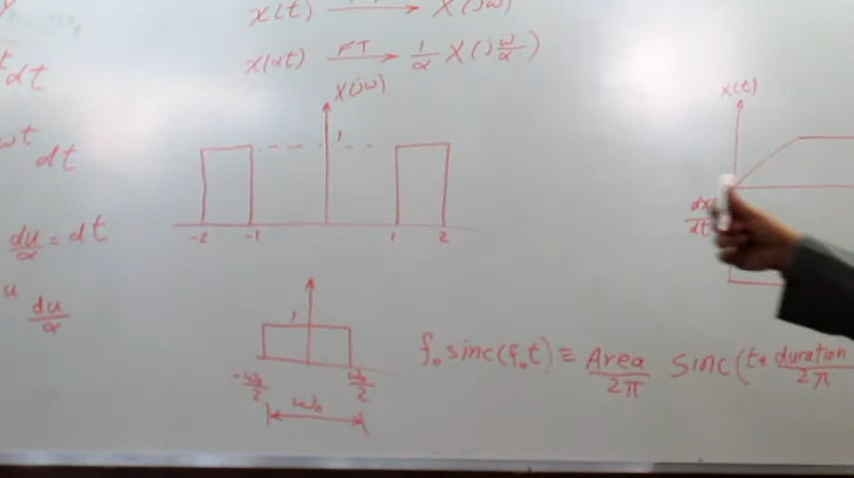 x(t) → X(jω)
dt
x(αt) FT → 1/α X(j ω/α)
X(jω)
x(t)
ωt dt
1
du/α = dt
-2 -1 1 2
dx/dt
u du/α
1
f₀ sinc(f₀t) ≡ Area/2π sinc(t* duration/2π
-ω₀/2 ω₀/2
ω₀